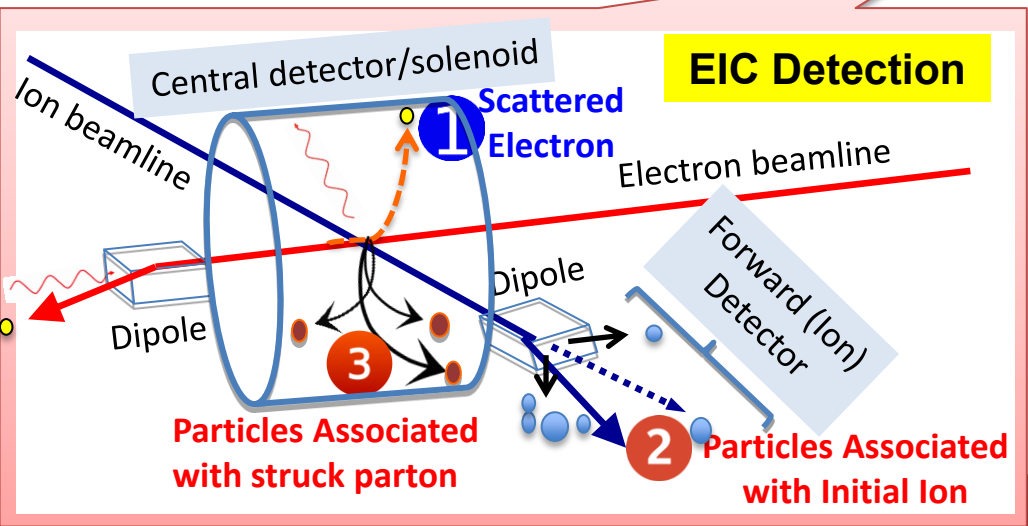 Central detector/solenoid
EIC Detection
Ion beamline
1
Scattered
Electron
Electron beamline
Forward (Ion)
Detector
Dipole
Dipole
3
Particles Associated
with struck parton
2
Particles Associated
with Initial Ion